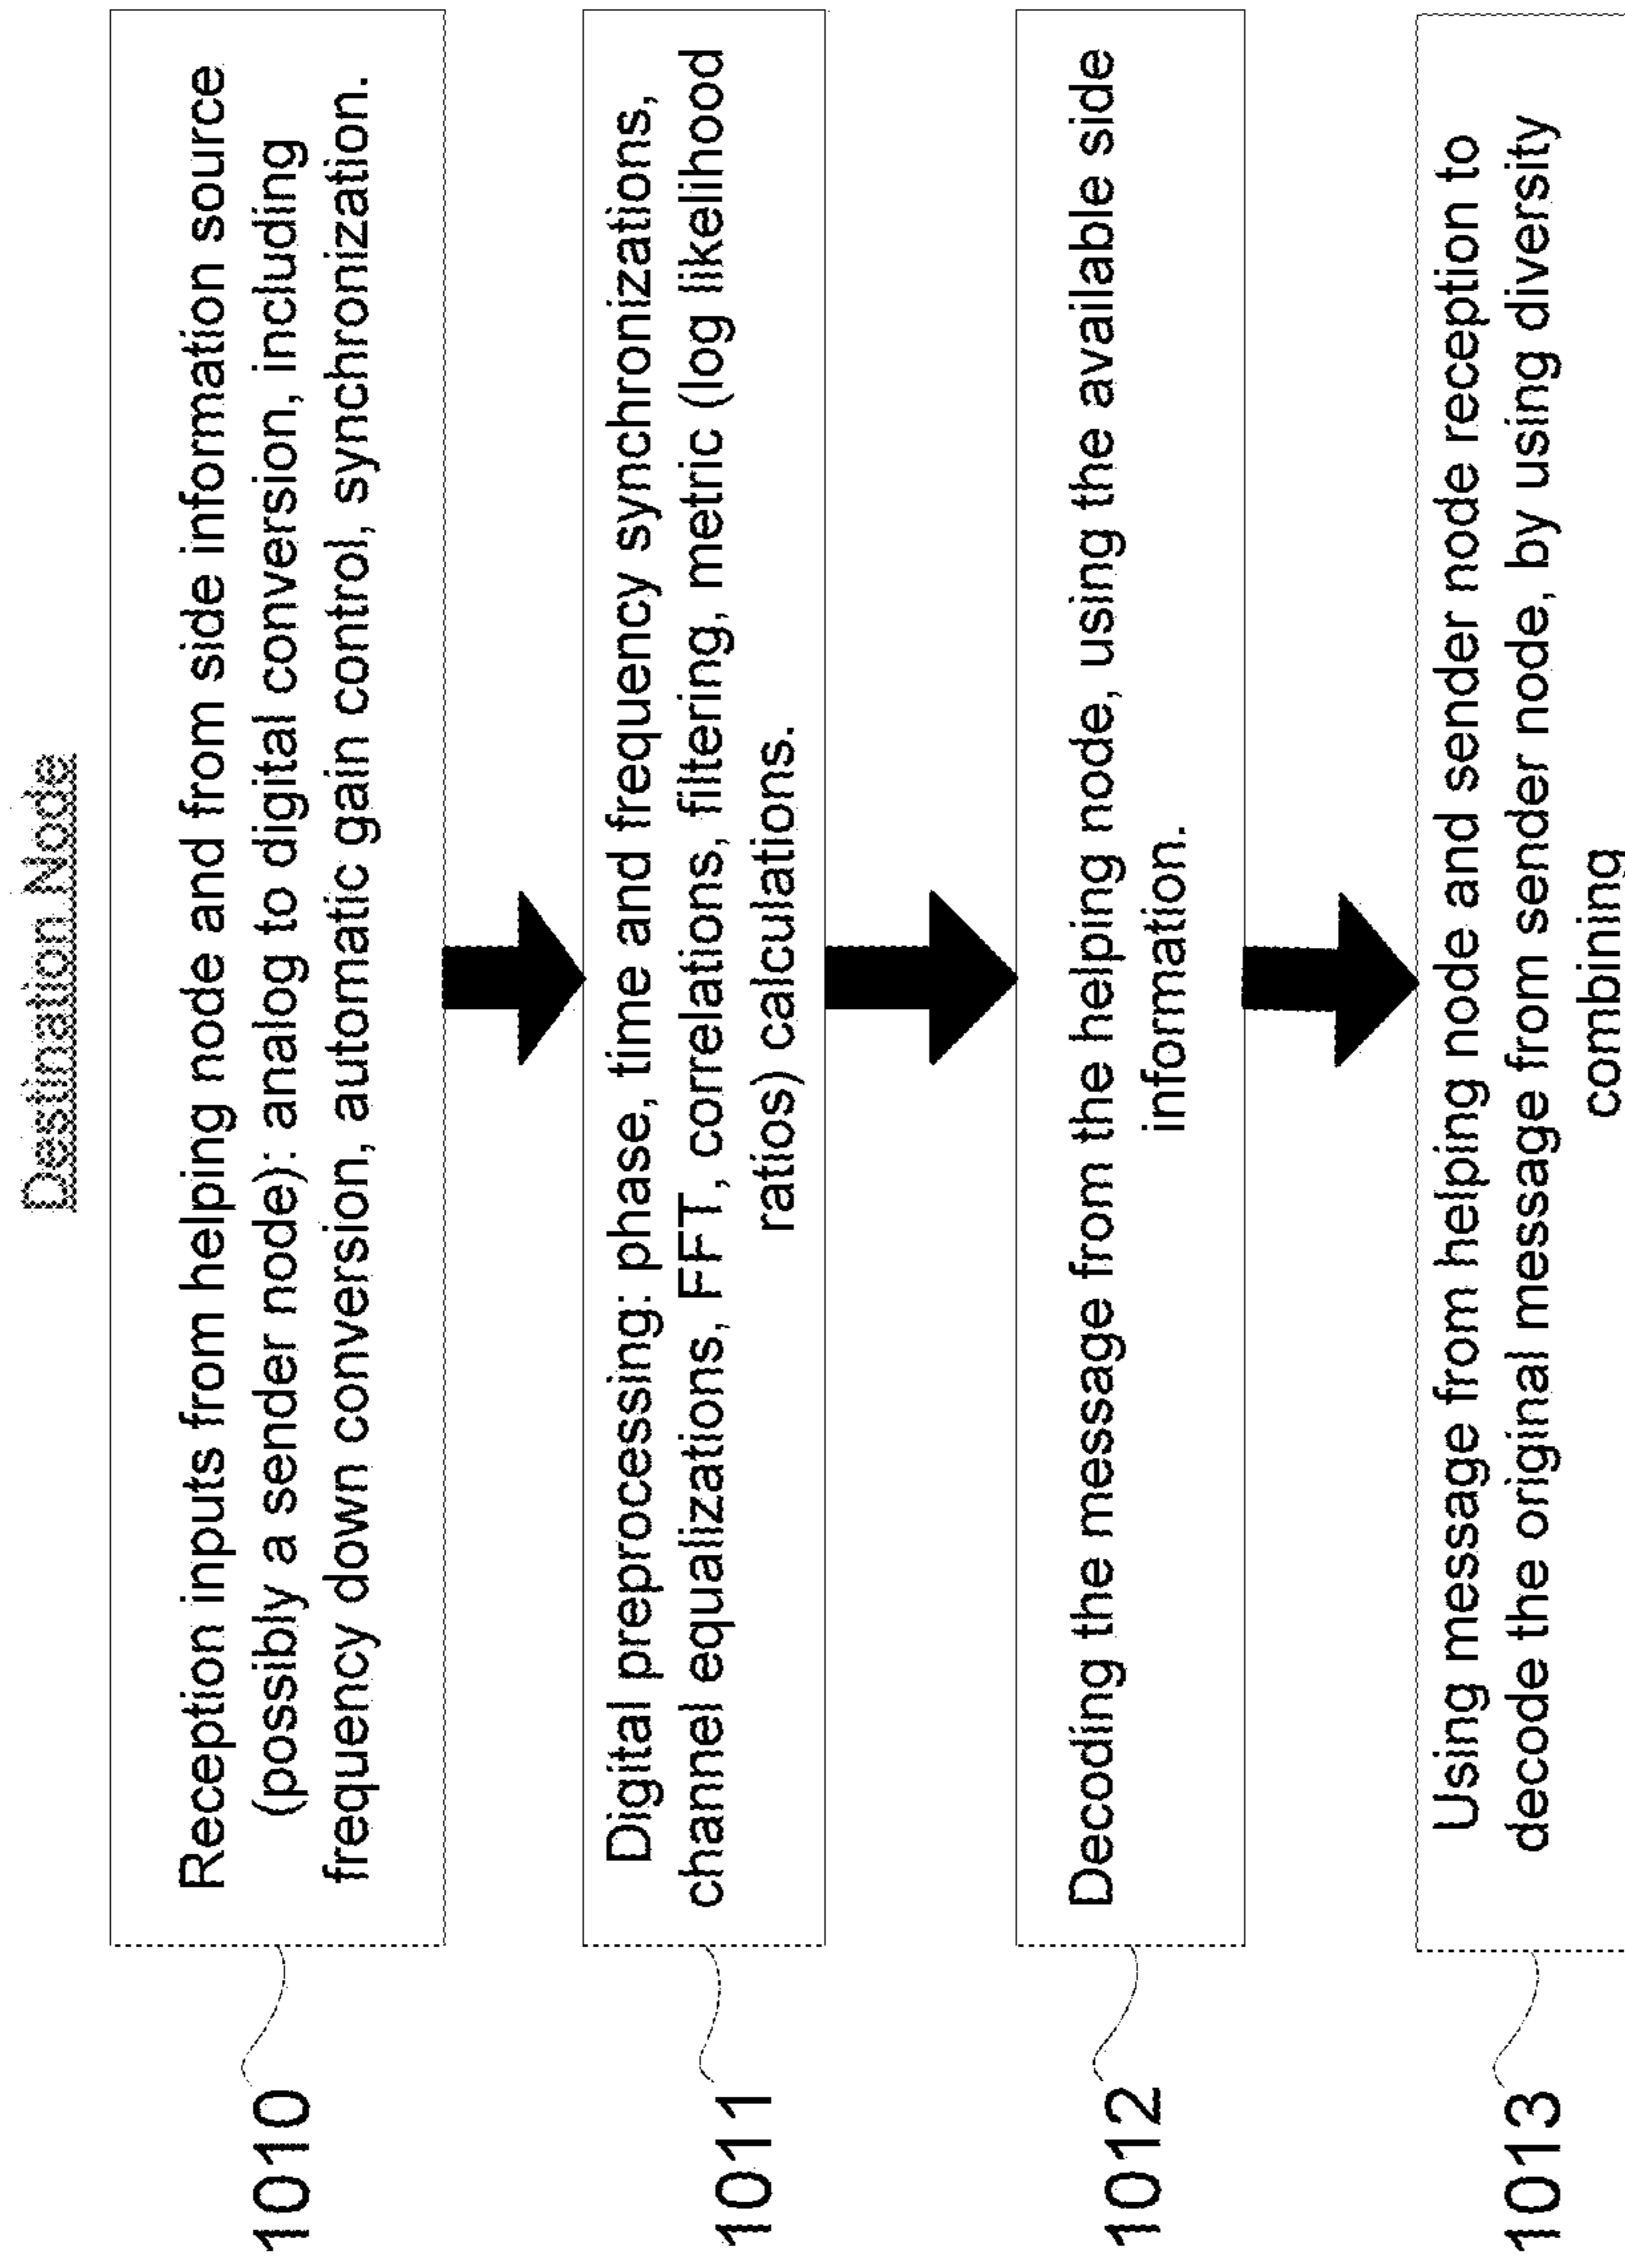 Destination Node
1010
Reception inputs from helping node and from side information source
(possibly a sender node): analog to digital conversion, including
frequency down conversion, automatic gain control, synchronization.
1011
Digital preprocessing: phase, time and frequency synchronizations,
channel equalizations, FFT, correlations, filtering, metric (log likelihood
ratios) calculations.
1012
Decoding the message from the helping node, using the available side
information.
1013
Using message from helping node and sender node reception to
decode the original message from sender node, by using diversity
combining